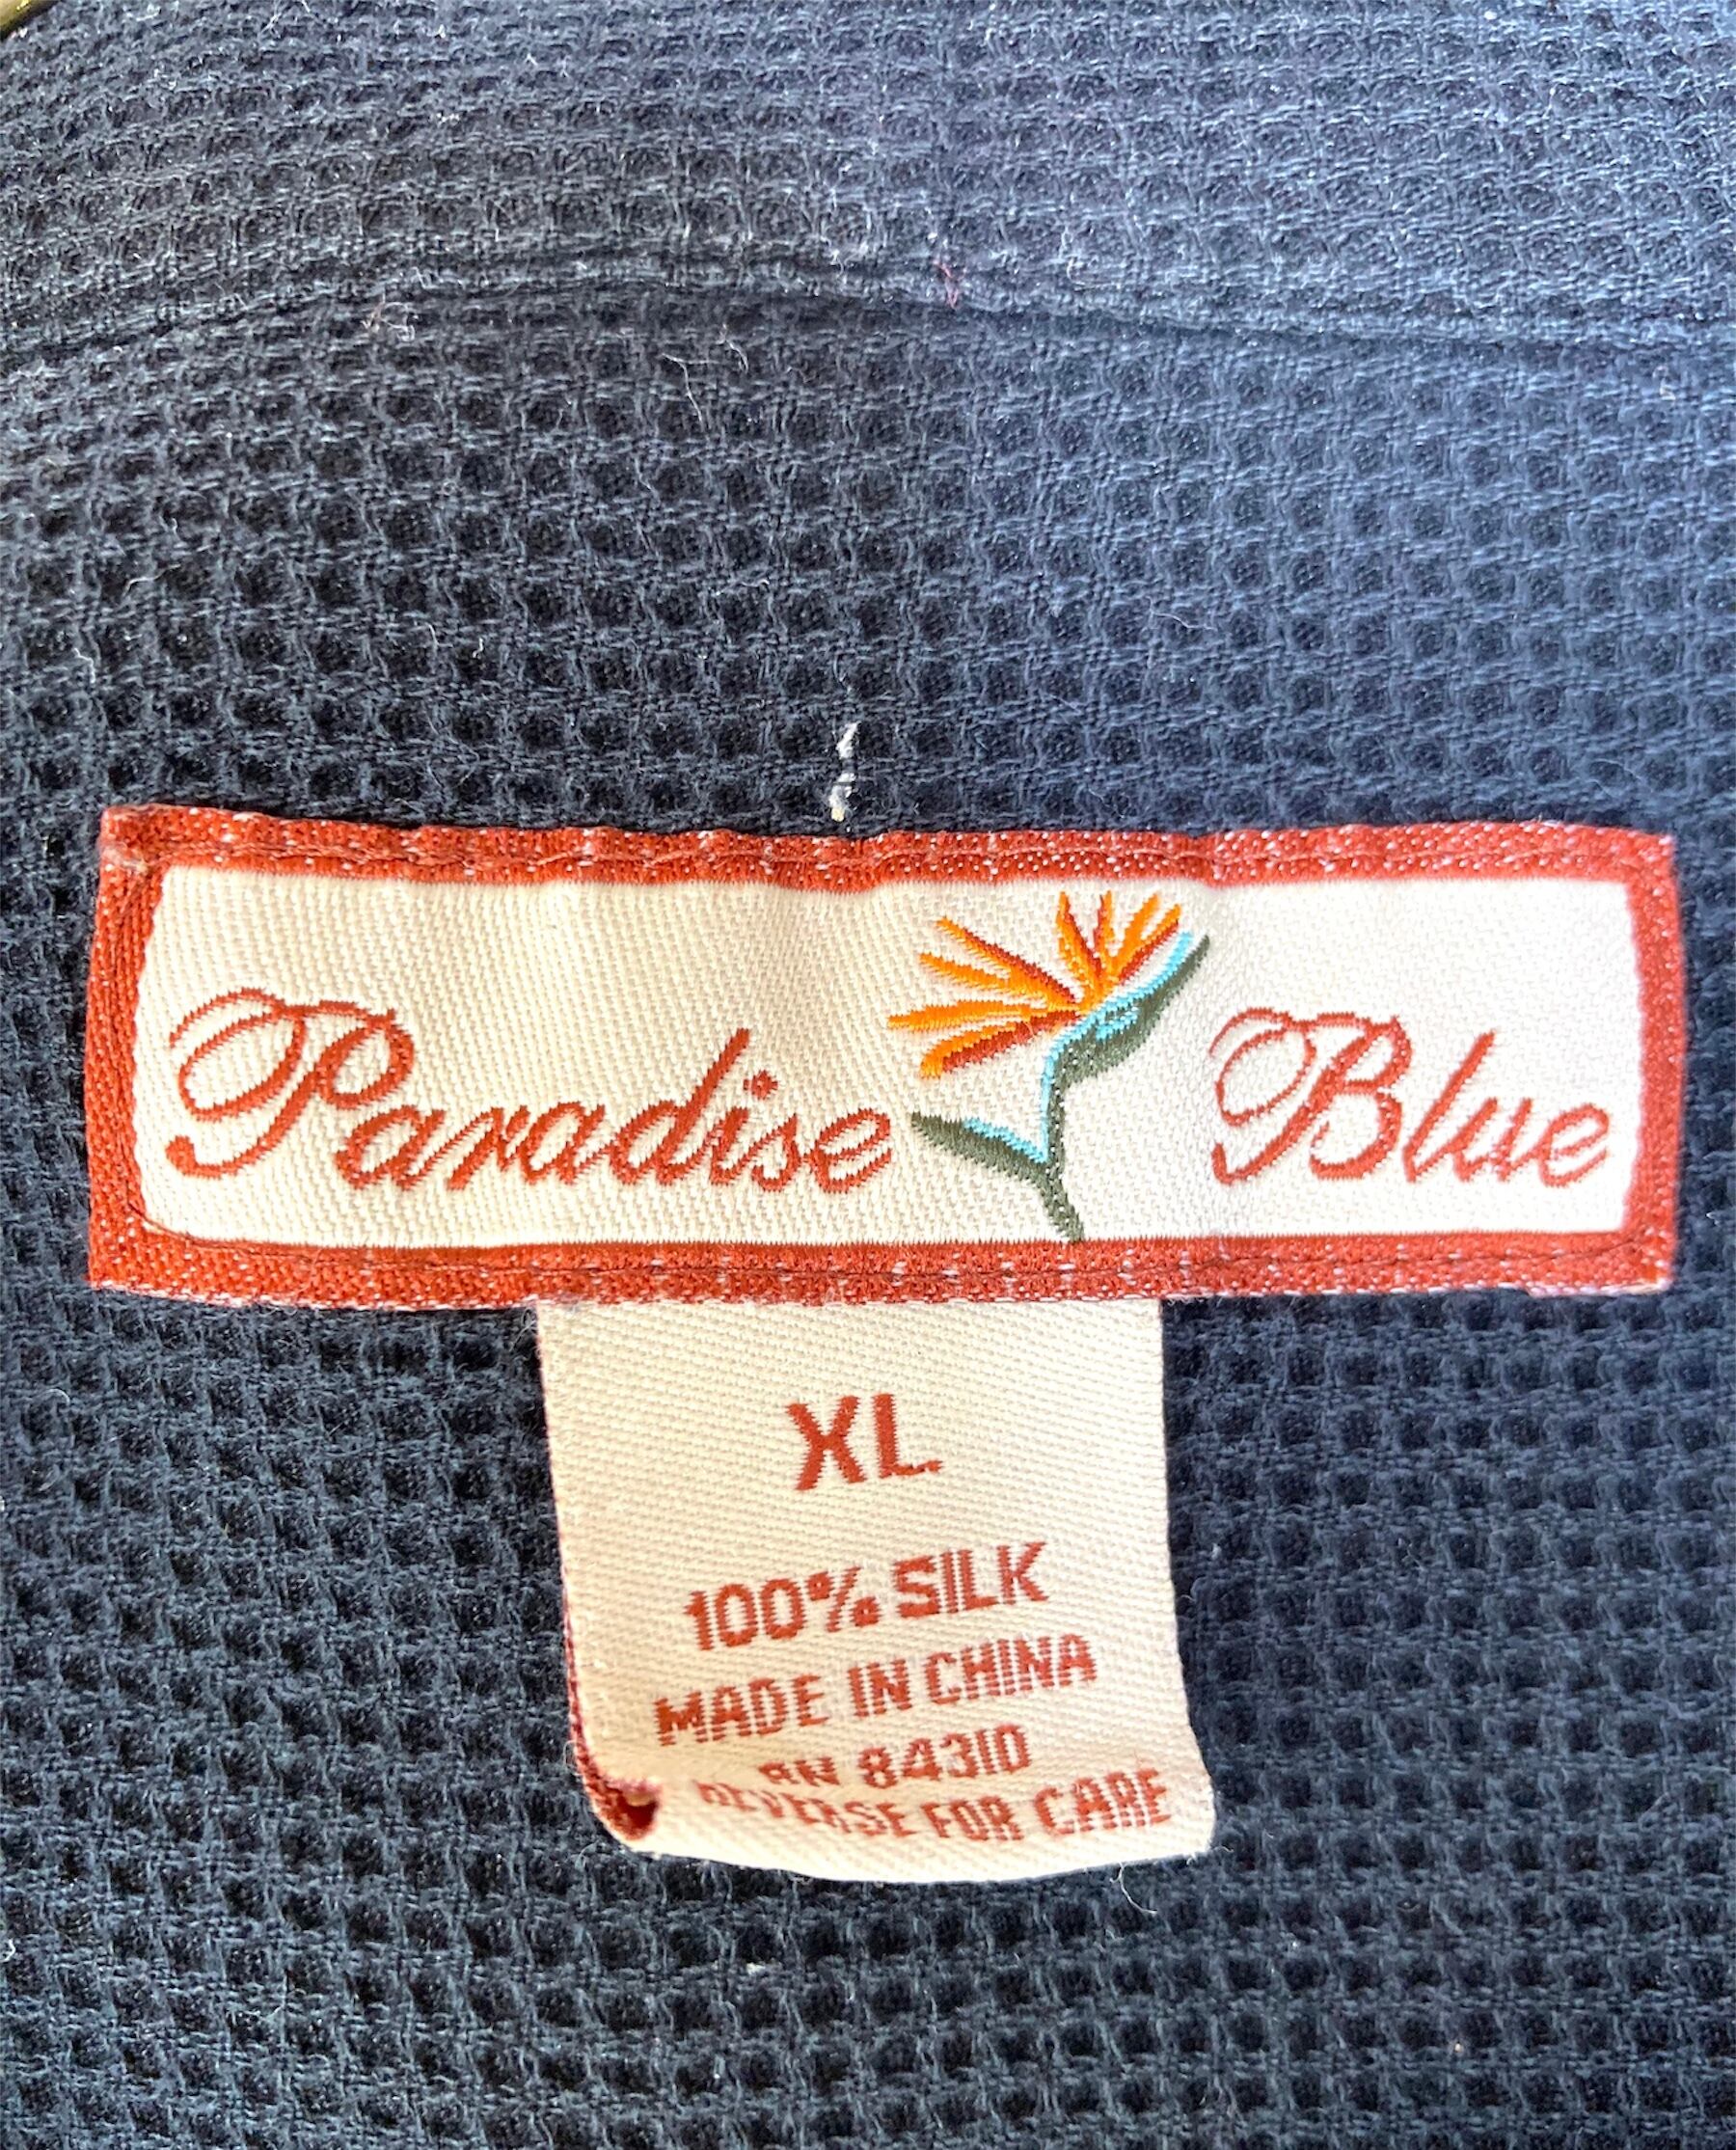 Paradise Blue
XL
100% SILK
MADE IN CHINA
RN 84310
REVERSE FOR CARE